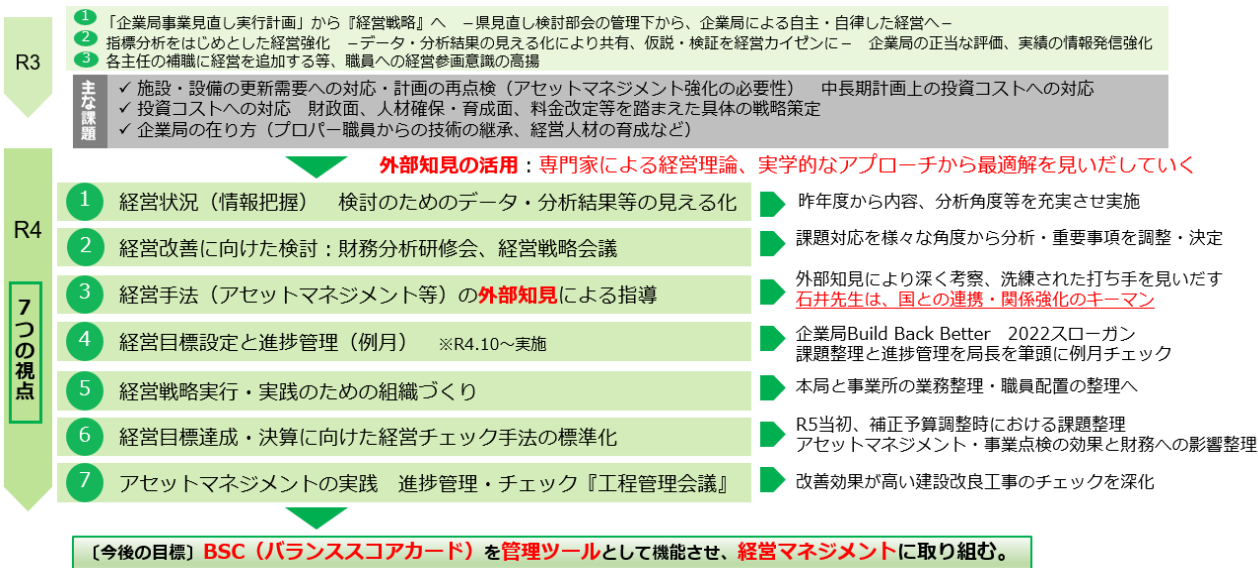 R3
1 「企業局事業見直し実行計画」から『経営戦略』へ －県見直し検討部会の管理下から、企業局による自主・自律した経営へ－
2 指標分析をはじめとした経営強化 －データ・分析結果の見える化により共有、仮説・検証を経営カイゼンに－ 企業局の正当な評価、実績の情報発信強化
3 各主任の補職に経営を追加する等、職員への経営参画意識の高揚
主な課題
✓ 施設・設備の更新需要への対応・計画の再点検（アセットマネジメント強化の必要性） 中長期計画上の投資コストへの対応
✓ 投資コストへの対応 財政面、人材確保・育成面、料金改定等を踏まえた具体の戦略策定
✓ 企業局の在り方（プロパー職員からの技術の継承、経営人材の育成など）
外部知見の活用：専門家による経営理論、実学的なアプローチから最適解を見いだしていく
R4
7つの視点
1 経営状況（情報把握） 検討のためのデータ・分析結果等の見える化
昨年度から内容、分析角度等を充実させ実施
2 経営改善に向けた検討：財務分析研修会、経営戦略会議
課題対応を様々な角度から分析・重要事項を調整・決定
3 経営手法（アセットマネジメント等）の外部知見による指導
外部知見により深く考察、洗練された打ち手を見いだす
石井先生は、国との連携・関係強化のキーマン
4 経営目標設定と進捗管理（例月） ※R4.10～実施
企業局Build Back Better 2022スローガン
課題整理と進捗管理を局長を筆頭に例月チェック
5 経営戦略実行・実践のための組織づくり
本局と事業所の業務整理・職員配置の整理へ
6 経営目標達成・決算に向けた経営チェック手法の標準化
R5当初、補正予算調整時における課題整理
アセットマネジメント・事業点検の効果と財務への影響整理
7 アセットマネジメントの実践 進捗管理・チェック『工程管理会議』
改善効果が高い建設改良工事のチェックを深化
〔今後の目標〕BSC（バランススコアカード）を管理ツールとして機能させ、経営マネジメントに取り組む。